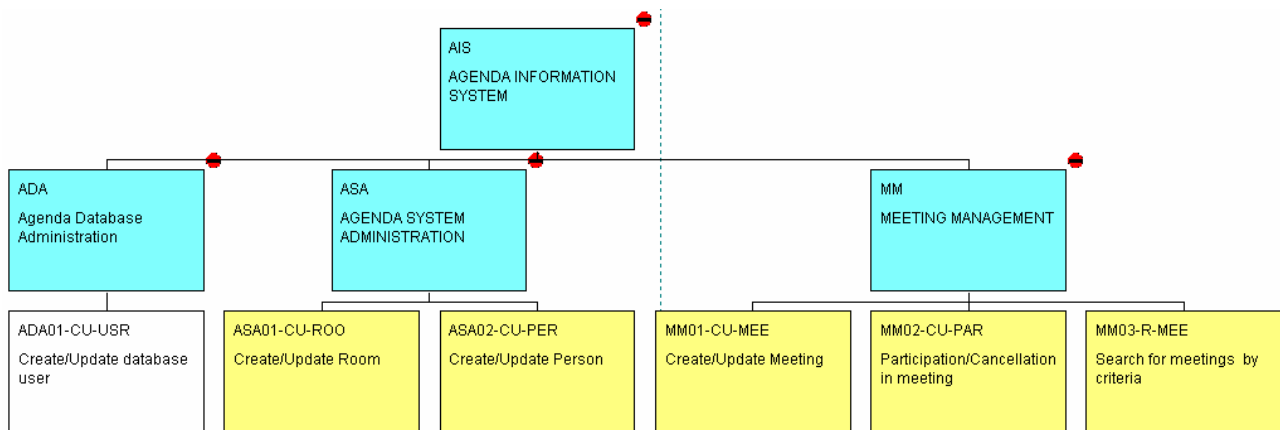 AIS
AGENDA INFORMATION
SYSTEM
ADA
Agenda Database
Administration
ASA
AGENDA SYSTEM
ADMINISTRATION
MM
MEETING MANAGEMENT
ADA01-CU-USR
Create/Update database
user
ASA01-CU-ROO
Create/Update Room
ASA02-CU-PER
Create/Update Person
MM01-CU-MEE
Create/Update Meeting
MM02-CU-PAR
Participation/Cancellation
in meeting
MM03-R-MEE
Search for meetings by
criteria